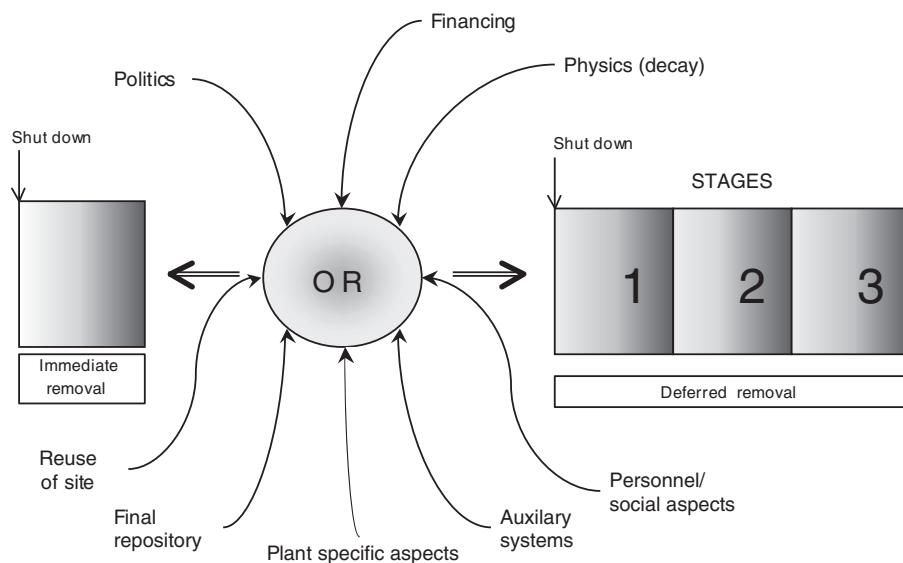 Financing
Politics
Physics (decay)
Shut down
Shut down
STAGES
OR
1 2 3
Immediate
removal
Deferred removal
Reuse
of site
Final
repository
Plant specific aspects
Auxilary
systems
Personnel/
social aspects